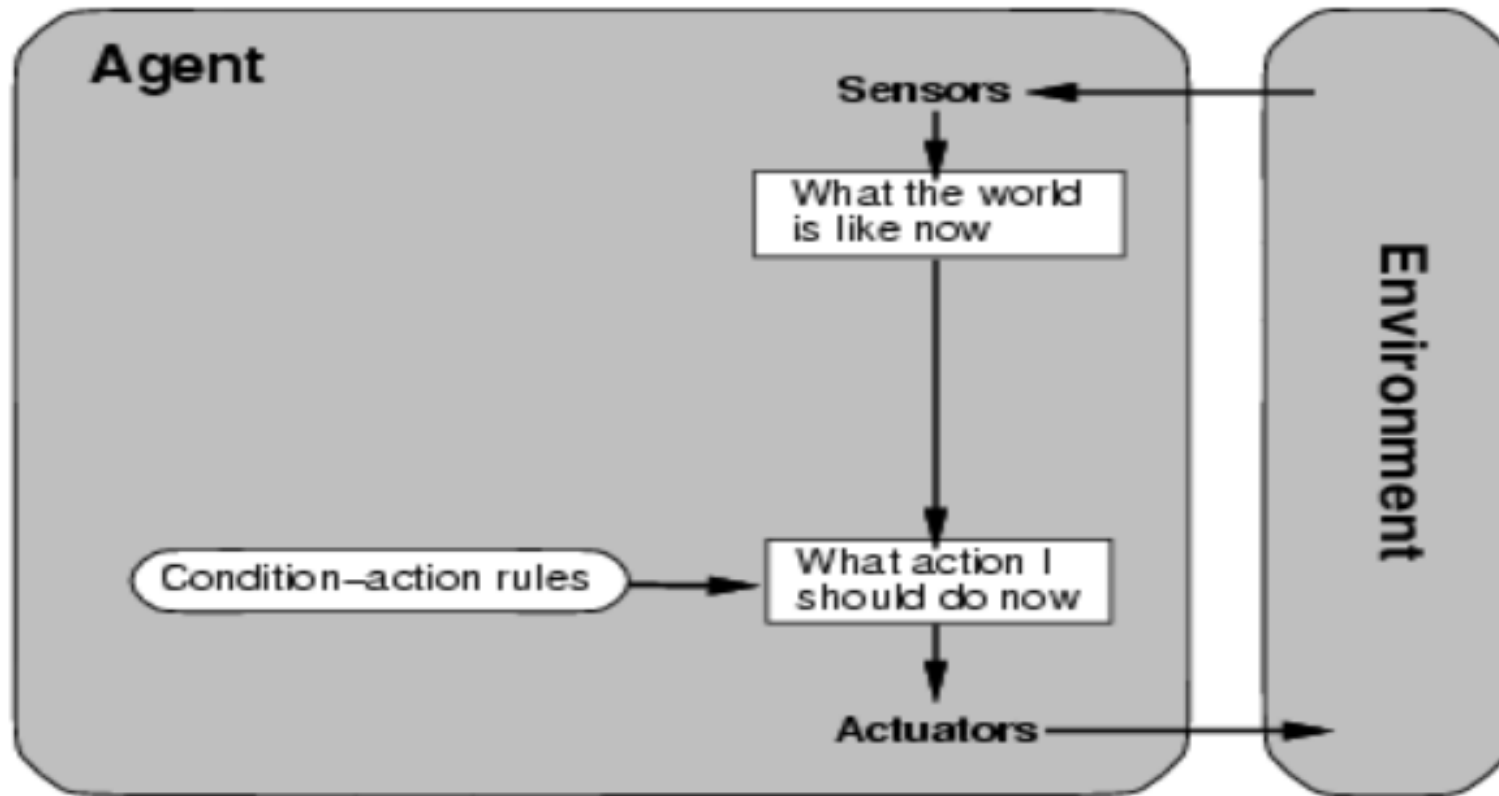 Agent
Sensors
What the world
is like now
Environment
Condition–action rules
What action I
should do now
Actuators